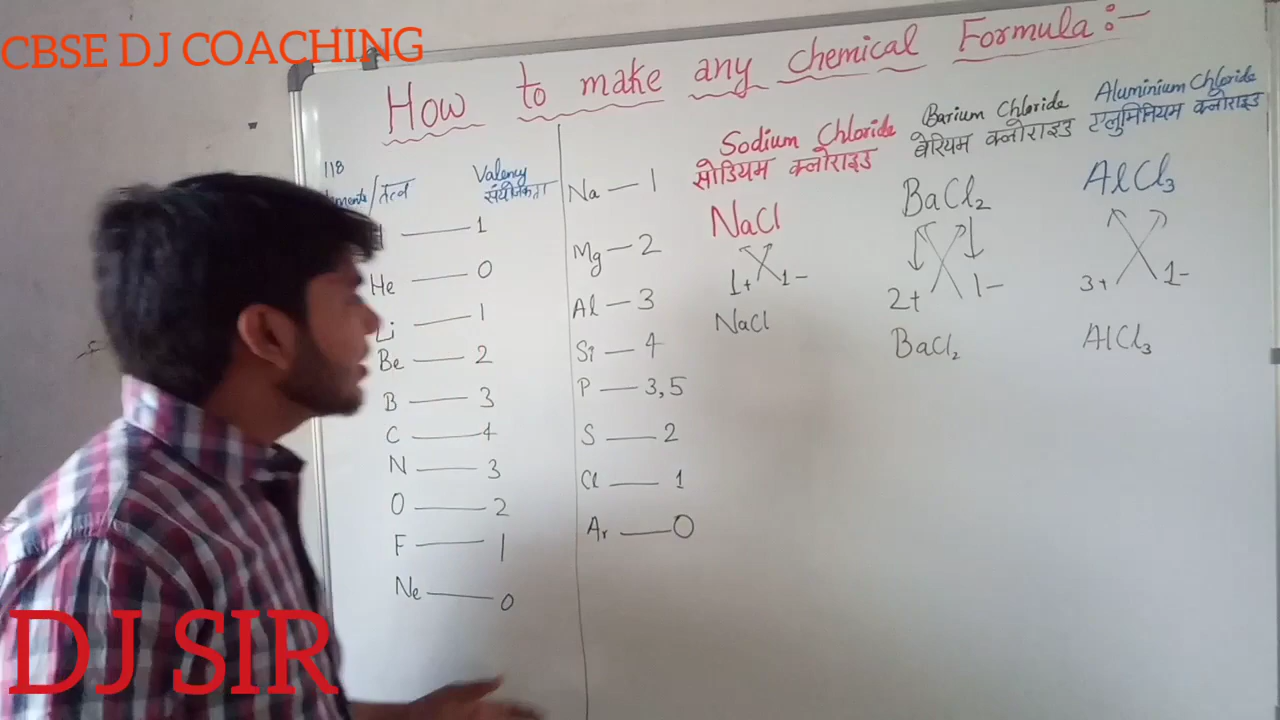 CBSE DJ COACHING
How to make any chemical Formula:-
118
/तत्व
Valency
संयोजकता
— 1
He — 0
Li — 1
Be — 2
B — 3
C — 4
N — 3
O — 2
F — 1
Ne — 0
Na — 1
Mg — 2
Al — 3
Si — 4
P — 3,5
S — 2
Cl — 1
Ar — 0
Sodium Chloride
सोडियम क्लोराइड
NaCl
1+ 1-
NaCl
Barium Chloride
बेरियम क्लोराइड
BaCl₂
2+ 1-
BaCl₂
Aluminium Chloride
एलुमिनियम क्लोराइड
AlCl₃
3+ 1-
AlCl₃
DJ SIR